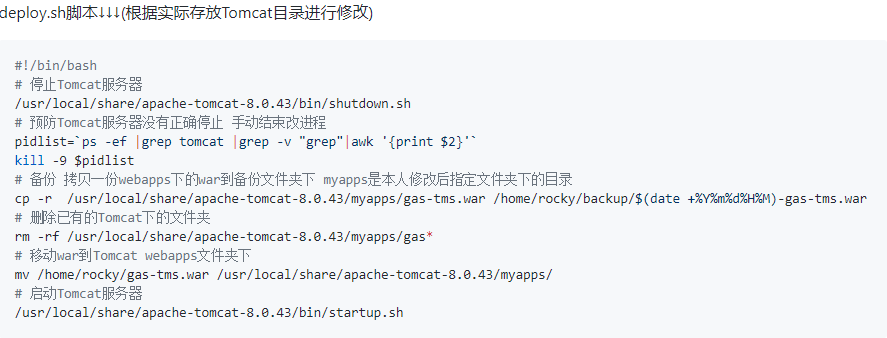 deploy.sh脚本↓↓↓(根据实际存放Tomcat目录进行修改)
#!/bin/bash
# 停止Tomcat服务器
/usr/local/share/apache-tomcat-8.0.43/bin/shutdown.sh
# 预防Tomcat服务器没有正确停止 手动结束改进程
pidlist=`ps -ef |grep tomcat |grep -v "grep"|awk '{print $2}'`
kill -9 $pidlist
# 备份 拷贝一份webapps下的war到备份文件夹下 myapps是本人修改后指定文件夹下的目录
cp -r  /usr/local/share/apache-tomcat-8.0.43/myapps/gas-tms.war /home/rocky/backup/$(date +%Y%m%d%H%M)-gas-tms.war
# 删除已有的Tomcat下的文件夹
rm -rf /usr/local/share/apache-tomcat-8.0.43/myapps/gas*
# 移动war到Tomcat webapps文件夹下
mv /home/rocky/gas-tms.war /usr/local/share/apache-tomcat-8.0.43/myapps/
# 启动Tomcat服务器
/usr/local/share/apache-tomcat-8.0.43/bin/startup.sh